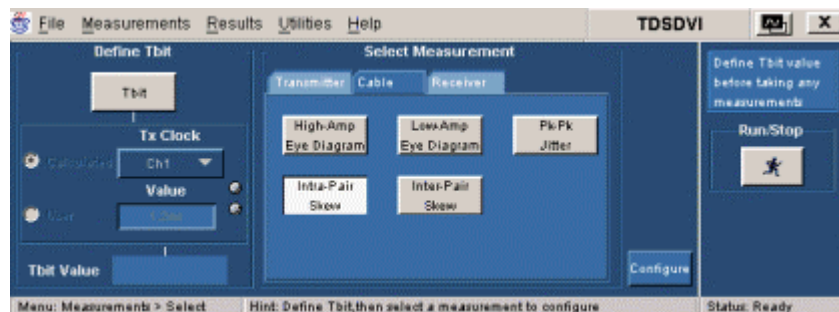 File Measurements Results Utilities Help TDSDVI X
Define Tbit
Tbit
Tx Clock
Calculated Ch1
Value
User
Tbit Value
Select Measurement
Transmitter Cable Receiver
High-Amp Eye Diagram
Low-Amp Eye Diagram
Pk-Pk Jitter
Intra-Pair Skew
Inter-Pair Skew
Configure
Define Tbit value
before taking any
measurements
Run/Stop
Menu: Measurements > Select Hint: Define Tbit,then select a measurement to configure Status: Ready